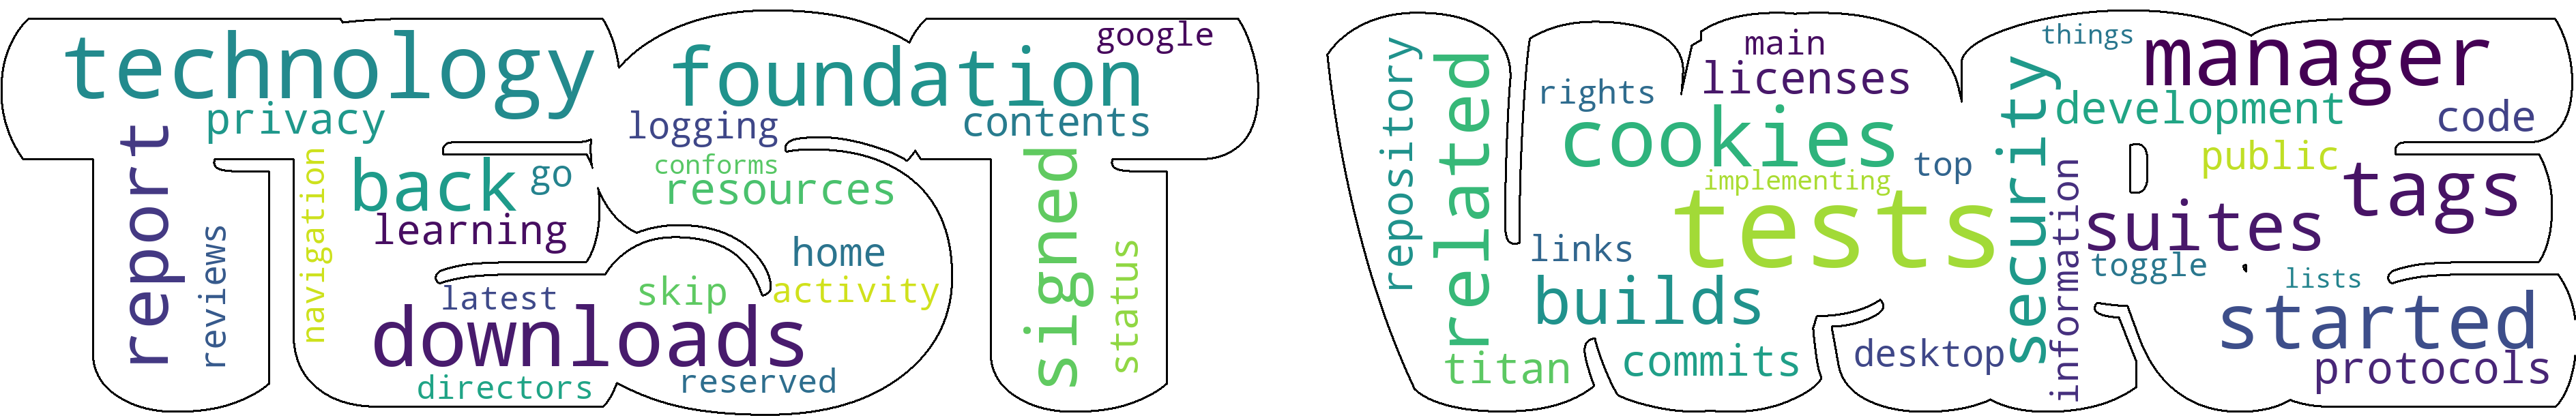 technology
foundation
google
privacy
logging
contents
report
reviews
navigation
back
go
learning
conforms
resources
signed
status
home
activity
skip
latest
downloads
directors
reserved
repository
related
main
licenses
rights
cookies
implementing
tests
top
links
builds
titan
commits
desktop
security
information
things
manager
development
code
public
tags
suites
toggle
lists
started
protocols